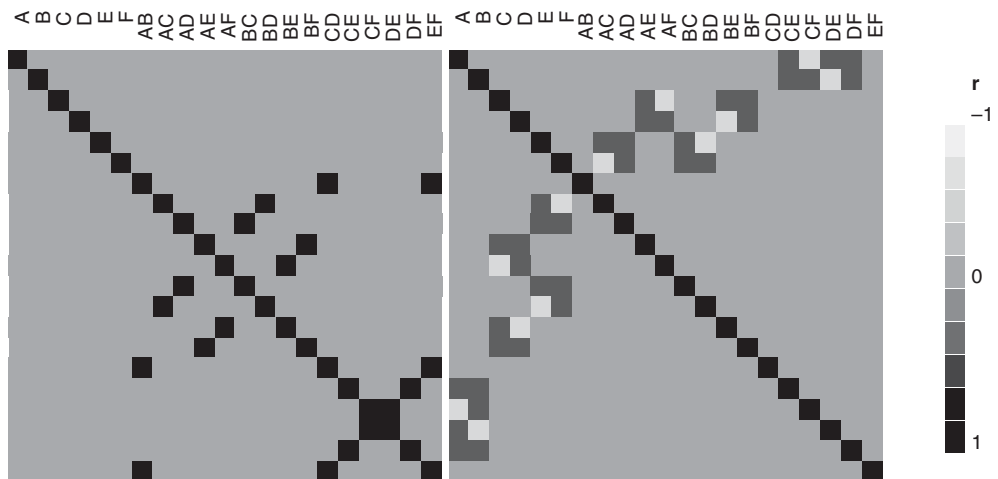 A B C D E F AB AC AD AE AF BC BD BE BF CD CE CF DE DF EF
A B C D E F AB AC AD AE AF BC BD BE BF CD CE CF DE DF EF
r
–1
0
1